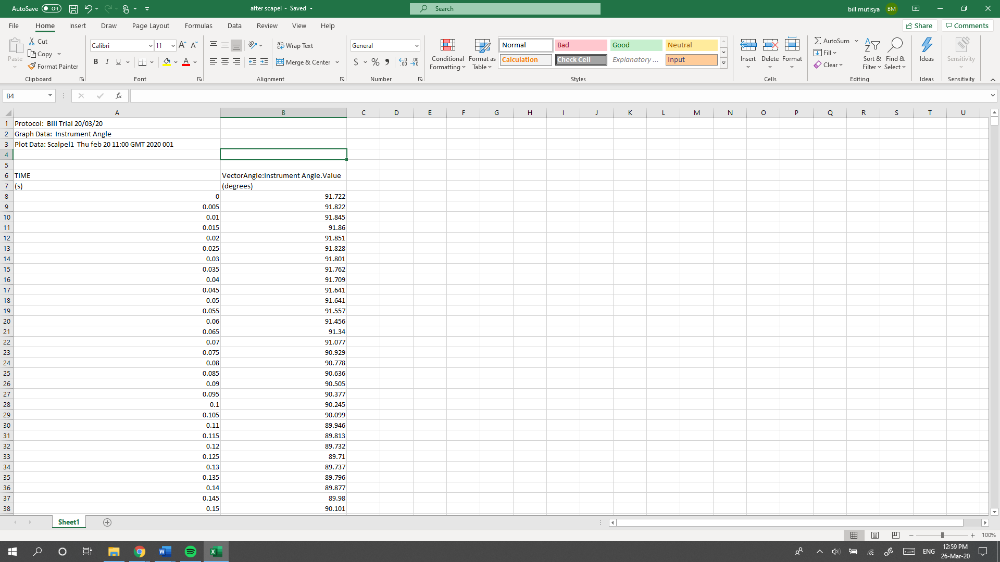 AutoSave Off after scapel - Saved Search bill mutisya BM
File Home Insert Draw Page Layout Formulas Data Review View Help Share Comments
Paste Cut Copy Format Painter Clipboard
Calibri 11 B I U A Font
Wrap Text Merge & Center Alignment
General $ % Number
Conditional Formatting Format as Table
Normal Bad Good Neutral
Calculation Check Cell Explanatory ... Input
Styles
Insert Delete Format Cells
AutoSum Fill Clear Sort & Filter Find & Select Editing
Ideas Ideas
Sensitivity Sensitivity
B4 fx
A B C D E F G H I J K L M N O P Q R S T U
1 Protocol:  Bill Trial 20/03/20
2 Graph Data:  Instrument Angle
3 Plot Data: Scalpel1  Thu feb 20 11:00 GMT 2020 001
4
5
6 TIME VectorAngle:Instrument Angle.Value
7 (s) (degrees)
8 0 91.722
9 0.005 91.822
10 0.01 91.845
11 0.015 91.86
12 0.02 91.851
13 0.025 91.828
14 0.03 91.801
15 0.035 91.762
16 0.04 91.709
17 0.045 91.641
18 0.05 91.641
19 0.055 91.557
20 0.06 91.456
21 0.065 91.34
22 0.07 91.077
23 0.075 90.929
24 0.08 90.778
25 0.085 90.636
26 0.09 90.505
27 0.095 90.377
28 0.1 90.245
29 0.105 90.099
30 0.11 89.946
31 0.115 89.813
32 0.12 89.732
33 0.125 89.71
34 0.13 89.737
35 0.135 89.796
36 0.14 89.877
37 0.145 89.98
38 0.15 90.101
Sheet1
100%
ENG 12:59 PM
26-Mar-20